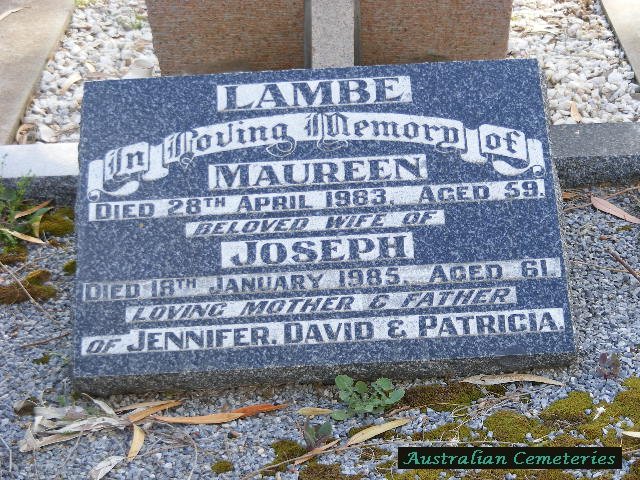 LAMBE
In Loving Memory of
MAUREEN
DIED 28TH APRIL 1983. AGED 59.
BELOVED WIFE OF
JOSEPH
DIED 18TH JANUARY 1985. AGED 61.
LOVING MOTHER & FATHER
OF JENNIFER, DAVID & PATRICIA.
Australian Cemeteries